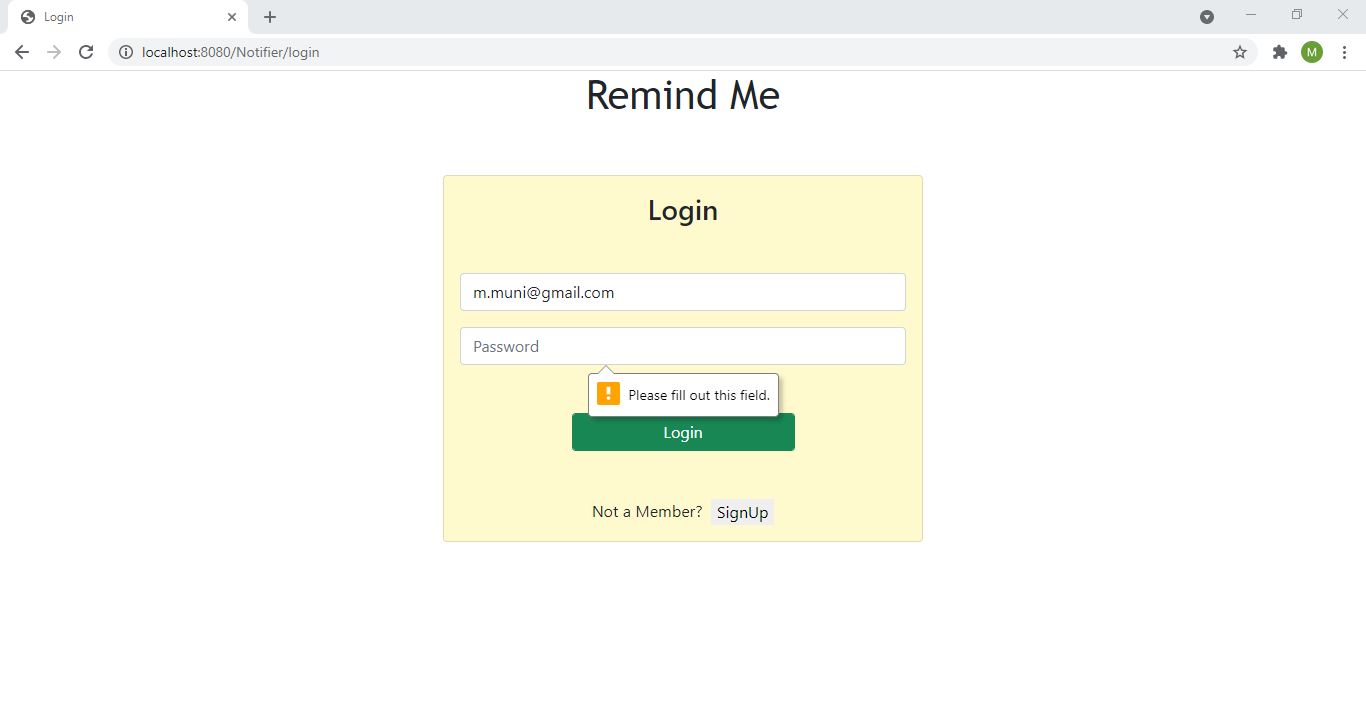 Login
localhost:8080/Notifier/login
M
Remind Me
Login
m.muni@gmail.com
Password
! Please fill out this field.
Login
Not a Member? SignUp